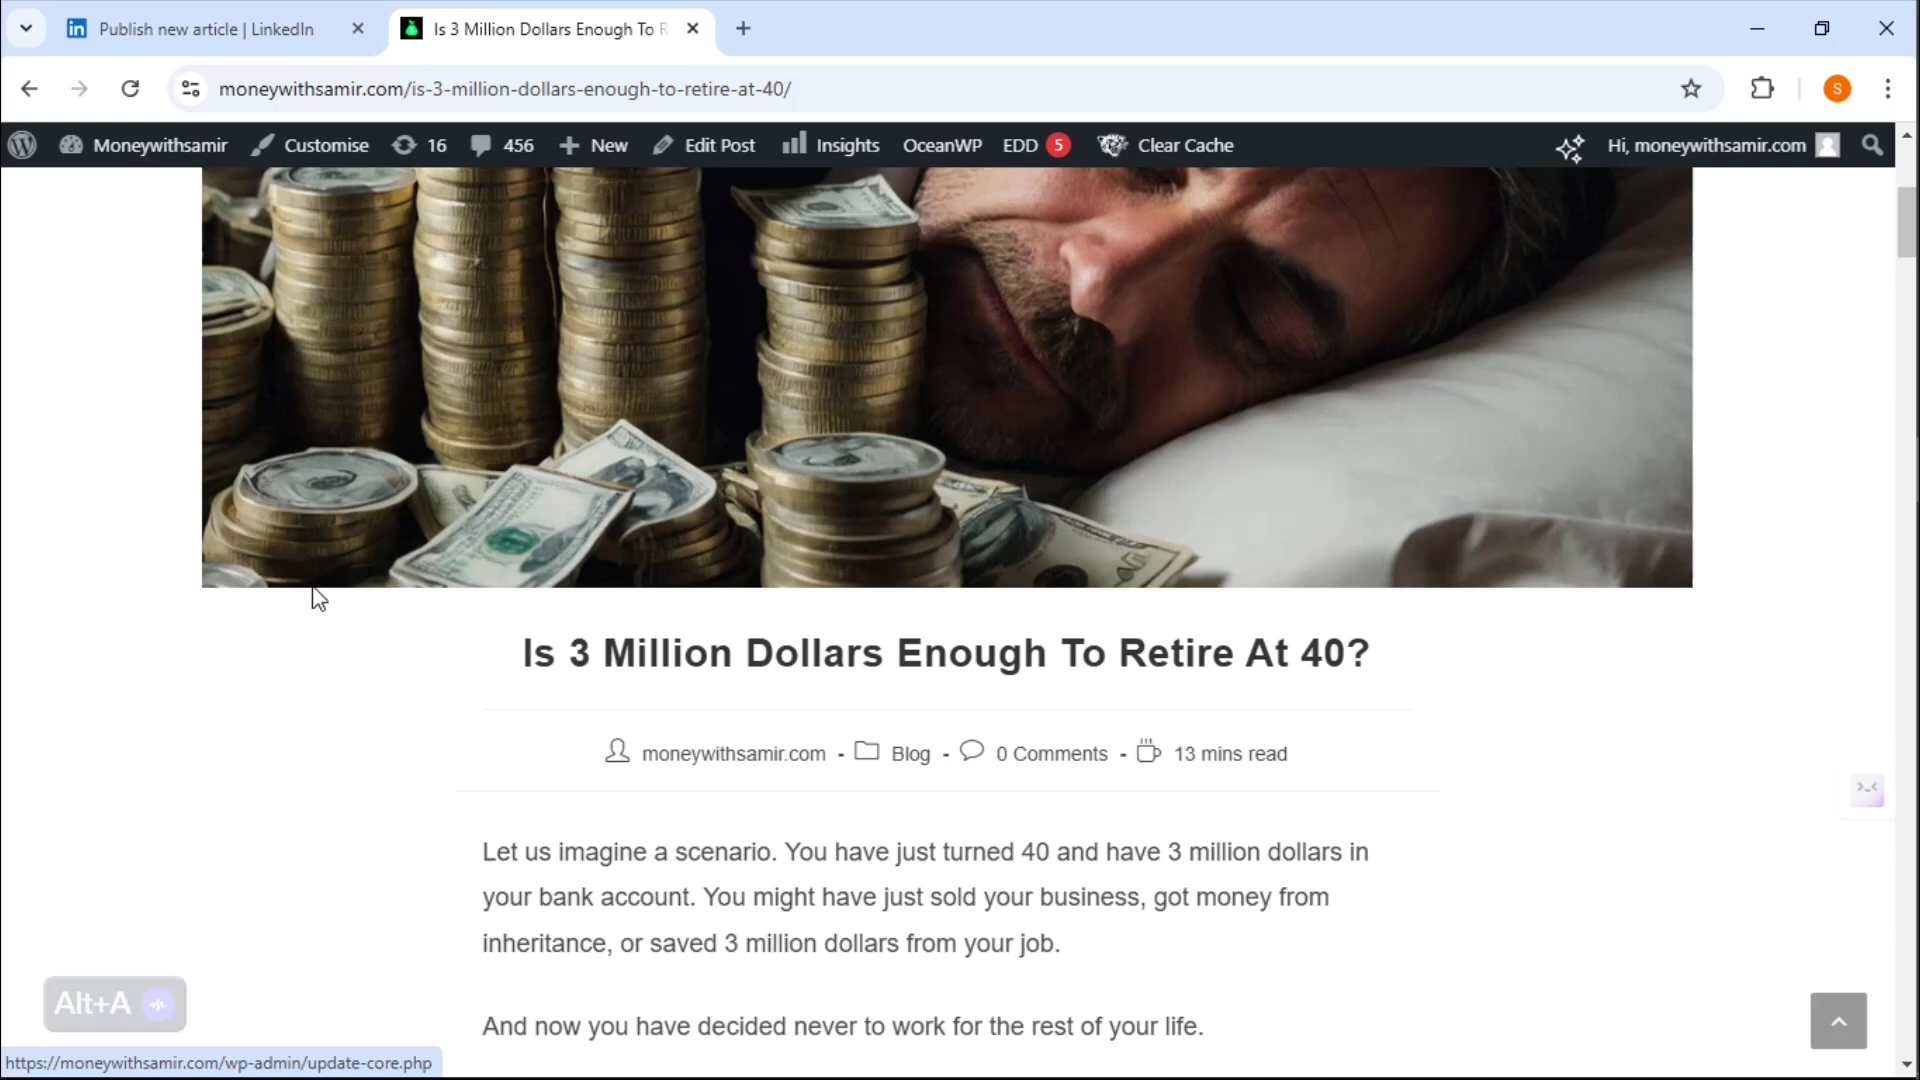 Publish new article | LinkedIn
Is 3 Million Dollars Enough To R
moneywithsamir.com/is-3-million-dollars-enough-to-retire-at-40/
S
Moneywithsamir Customise 16 456 New Edit Post Insights OceanWP EDD 5 Clear Cache Hi, moneywithsamir.com
Is 3 Million Dollars Enough To Retire At 40?
moneywithsamir.com - Blog - 0 Comments - 13 mins read
Let us imagine a scenario. You have just turned 40 and have 3 million dollars in
your bank account. You might have just sold your business, got money from
inheritance, or saved 3 million dollars from your job.
And now you have decided never to work for the rest of your life.
Alt+A
https://moneywithsamir.com/wp-admin/update-core.php